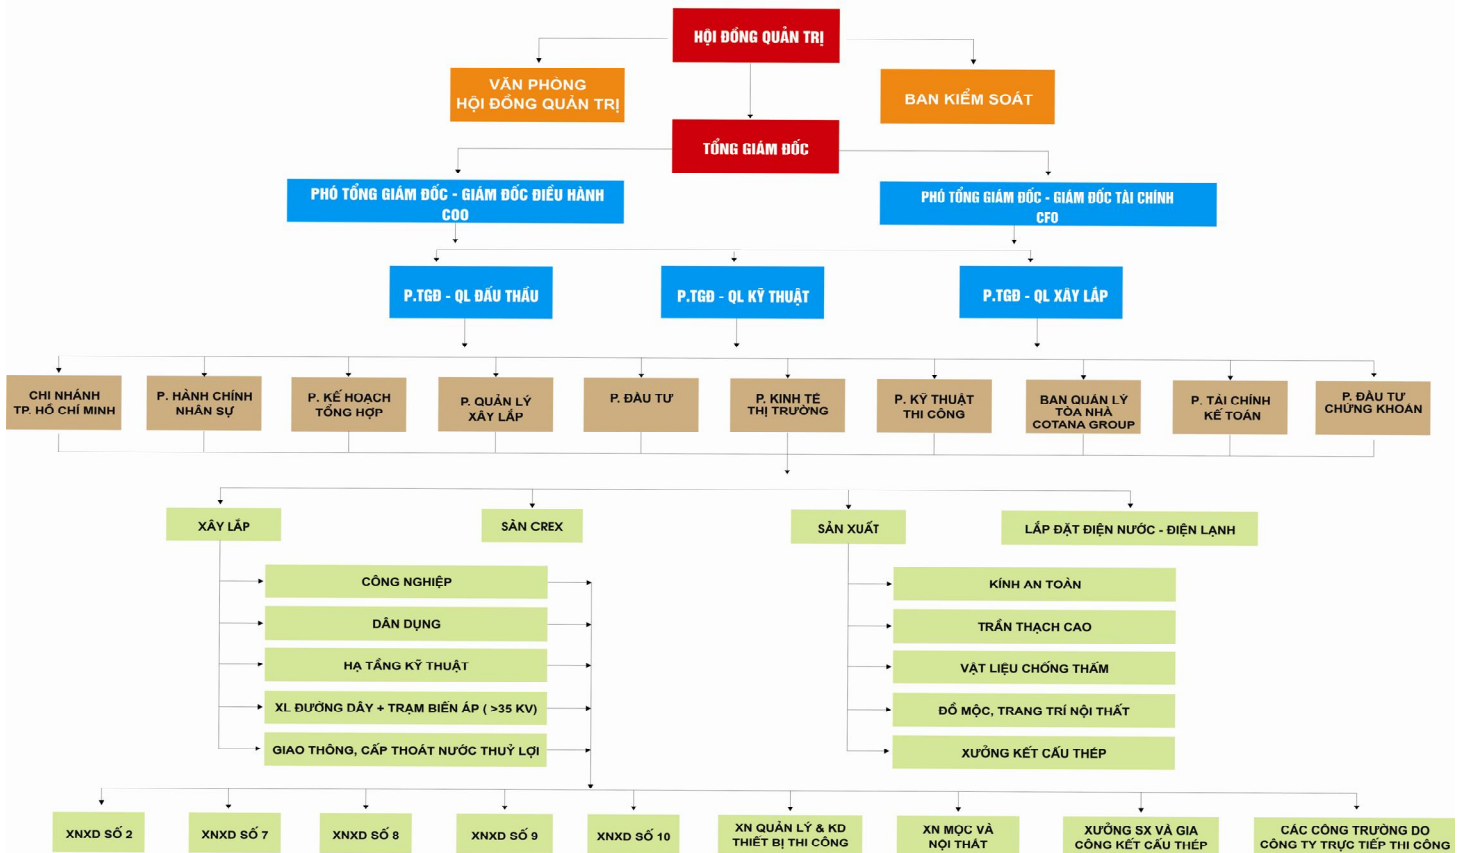 HỘI ĐỒNG QUẢN TRỊ
VĂN PHÒNG
HỘI ĐỒNG QUẢN TRỊ
BAN KIỂM SOÁT
TỔNG GIÁM ĐỐC
PHÓ TỔNG GIÁM ĐỐC - GIÁM ĐỐC ĐIỀU HÀNH
COO
PHÓ TỔNG GIÁM ĐỐC - GIÁM ĐỐC TÀI CHÍNH
CFO
P.TGĐ - QL ĐẤU THẦU
P.TGĐ - QL KỸ THUẬT
P.TGĐ - QL XÂY LẮP
CHI NHÁNH
TP. HỒ CHÍ MINH
P. HÀNH CHÍNH
NHÂN SỰ
P. KẾ HOẠCH
TỔNG HỢP
P. QUẢN LÝ
XÂY LẮP
P. ĐẦU TƯ
P. KINH TẾ
THỊ TRƯỜNG
P. KỸ THUẬT
THI CÔNG
BAN QUẢN LÝ
TÒA NHÀ
COTANA GROUP
P. TÀI CHÍNH
KẾ TOÁN
P. ĐẦU TƯ
CHỨNG KHOÁN
XÂY LẮP
SÀN CREX
SẢN XUẤT
LẮP ĐẶT ĐIỆN NƯỚC - ĐIỆN LẠNH
CÔNG NGHIỆP
DÂN DỤNG
HẠ TẦNG KỸ THUẬT
XL ĐƯỜNG DÂY + TRẠM BIẾN ÁP ( >35 KV)
GIAO THÔNG, CẤP THOÁT NƯỚC THUỶ LỢI
KÍNH AN TOÀN
TRẦN THẠCH CAO
VẬT LIỆU CHỐNG THẤM
ĐỒ MỘC, TRANG TRÍ NỘI THẤT
XƯỞNG KẾT CẤU THÉP
XNXD SỐ 2
XNXD SỐ 7
XNXD SỐ 8
XNXD SỐ 9
XNXD SỐ 10
XN QUẢN LÝ & KD
THIẾT BỊ THI CÔNG
XN MỘC VÀ
NỘI THẤT
XƯỞNG SX VÀ GIA
CÔNG KẾT CẤU THÉP
CÁC CÔNG TRƯỜNG DO
CÔNG TY TRỰC TIẾP THI CÔNG